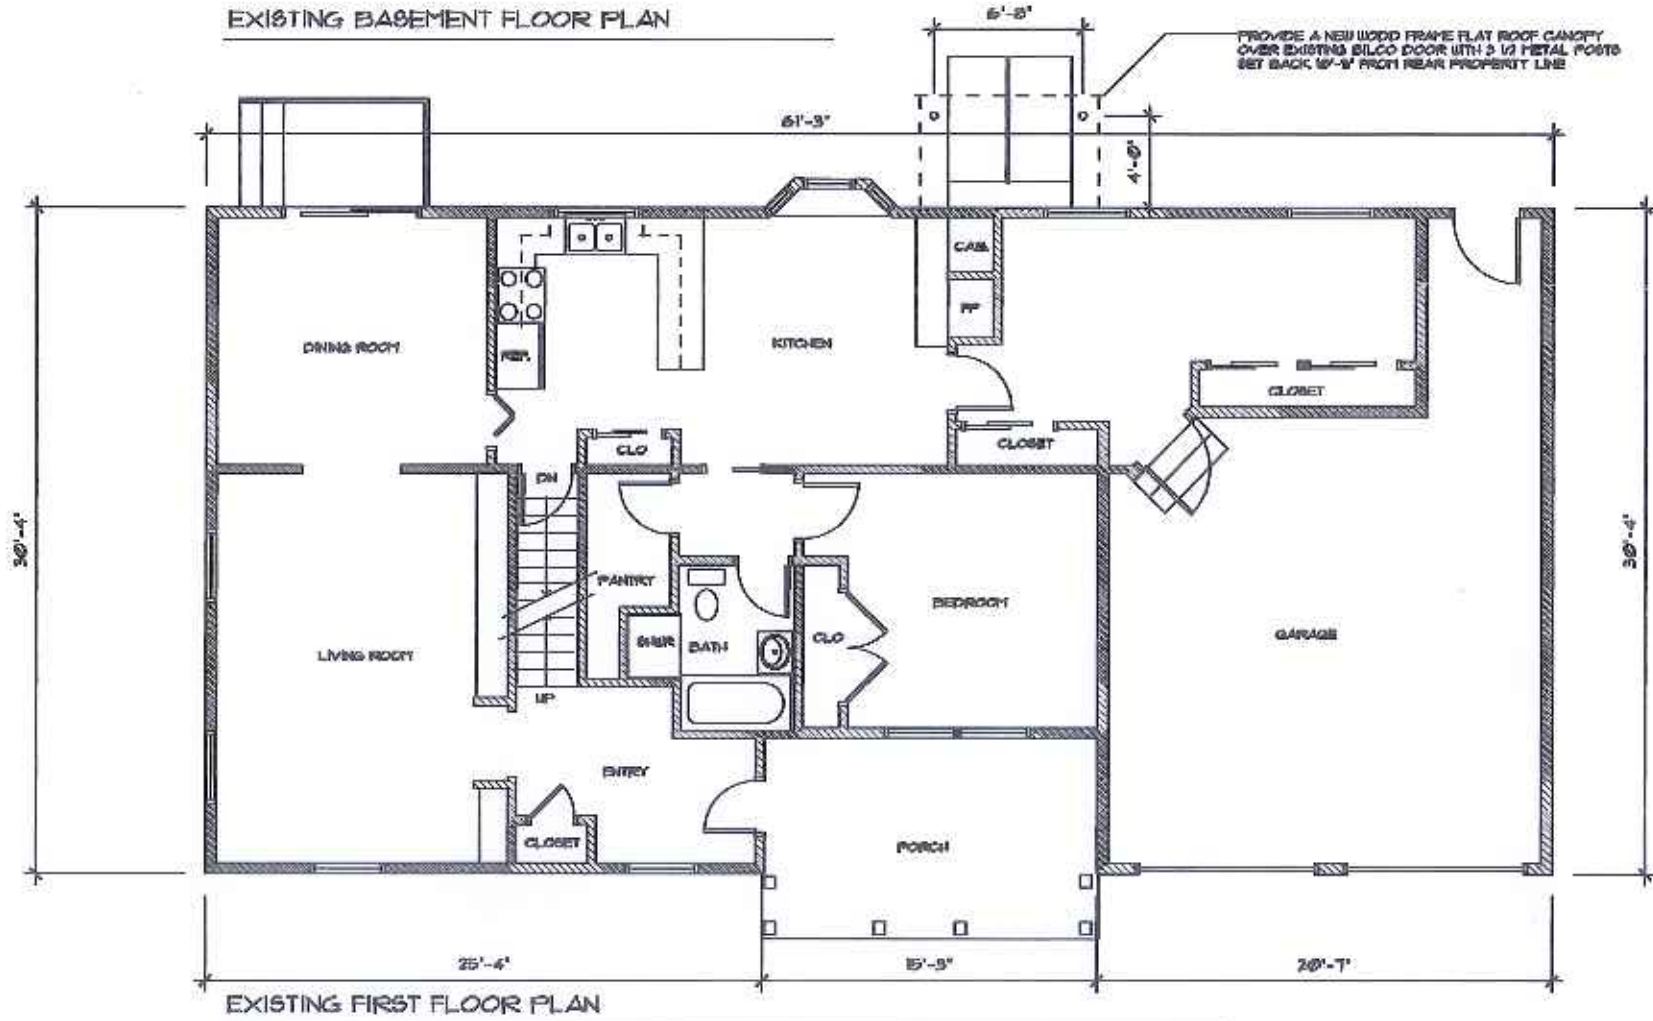 EXISTING BASEMENT FLOOR PLAN
6'-8"
PROVIDE A NEW WOOD FRAME FLAT ROOF CANOPY
OVER EXISTING BILCO DOOR WITH 3 1/2 METAL POSTS
SET BACK FROM REAR PROPERTY LINE
61'-3"
4'-0"
CAB.
FP
DINING ROOM
KITCHEN
REF.
CLOSET
CLO
CLOSET
DN
30'-4"
30'-4"
PANTRY
BEDROOM
GARAGE
SHWR
BATH
CLO
LIVING ROOM
UP
ENTRY
CLOSET
PORCH
25'-4"
15'-3"
20'-7"
EXISTING FIRST FLOOR PLAN